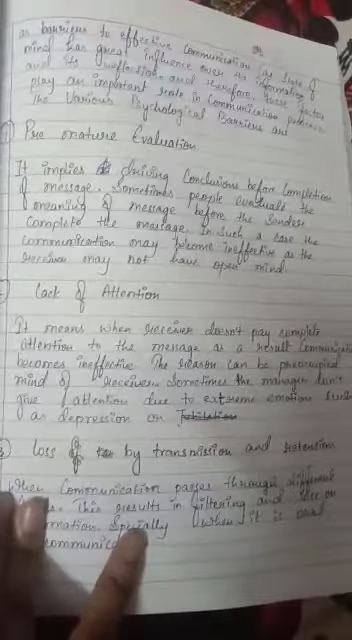 as barriers to effective communication as state of
mind has great influence over the information
and its reflection and therefore these factor
play an important role in communication process
The Various Psychological Barriers are
1) Pre mature Evaluation
It implies driving Conclusions before Completion
of message. Sometimes people evaluate the
meaning of message before the sender
Complete the message. In such a case the
Communication may become ineffective as the
receiver may not have open mind.
Lack of Attention
It means when receiver doesn't pay complete
attention to the message as a result Communication
becomes ineffective The reason can be preoccupied
mind of receiver Sometimes the manager don't
give attention due to extreme emotion such
as depression or
Loss of by transmission and retention
When Communication passes through different
This results in filtering and
Specially when it is oral